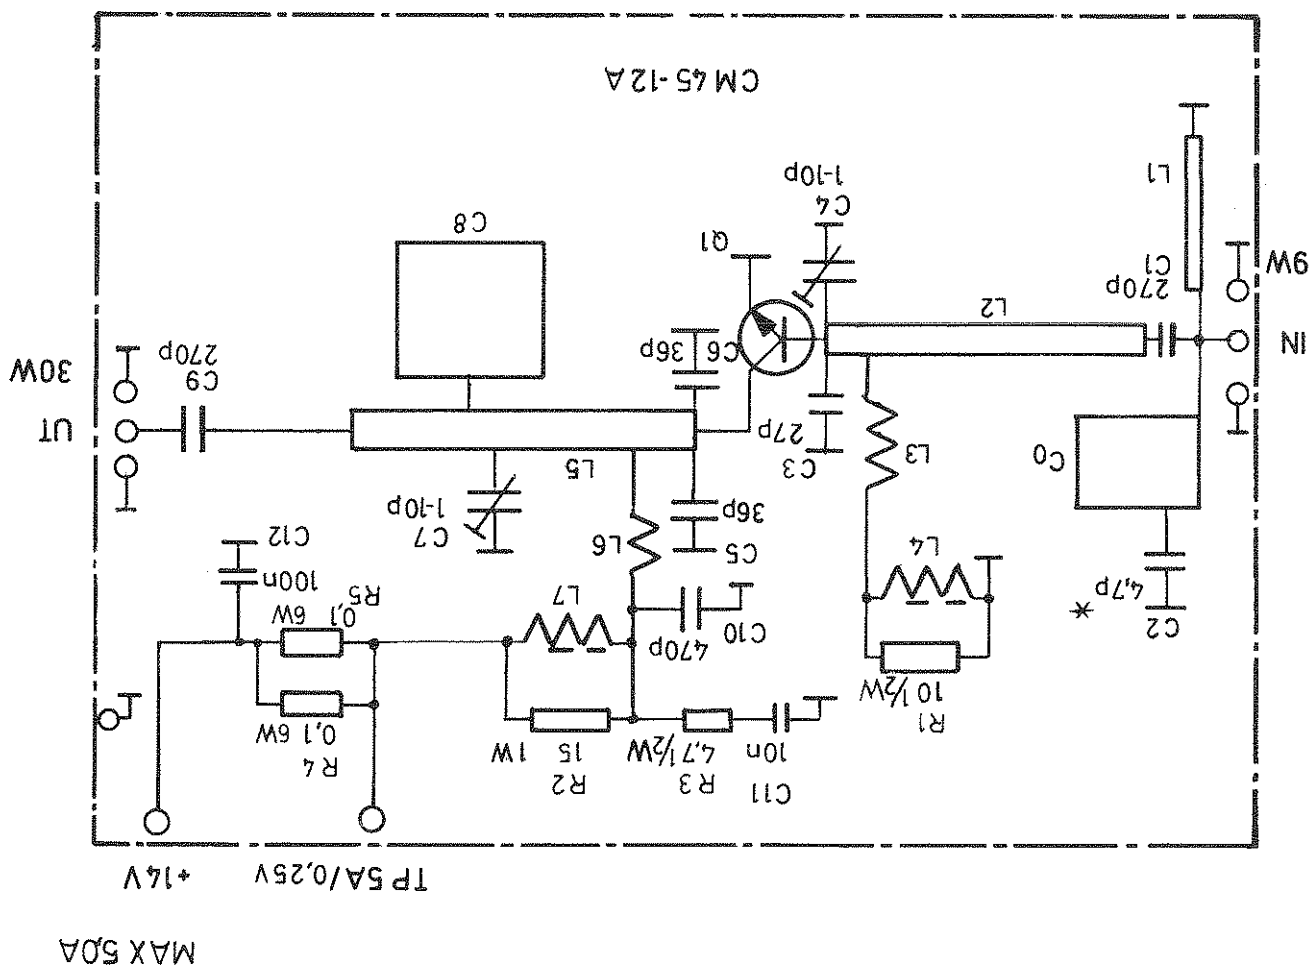 MAX 5,0A
TP 5A/0,25V
+14V
C11
10n
R3
4,7 ½W
R2
15
1W
R4
0,1 6W
R1
10 ½W
C2
4,7p
*
L4
C10
470p
L7
R5
0,1
6W
C12
100n
C0
L3
C3
27p
C5
36p
L6
C7
1-10p
L5
UT
30W
IN
9W
C1
270p
L2
C6
36p
C9
270p
L1
C4
1-10p
Q1
C8
CM45-12A